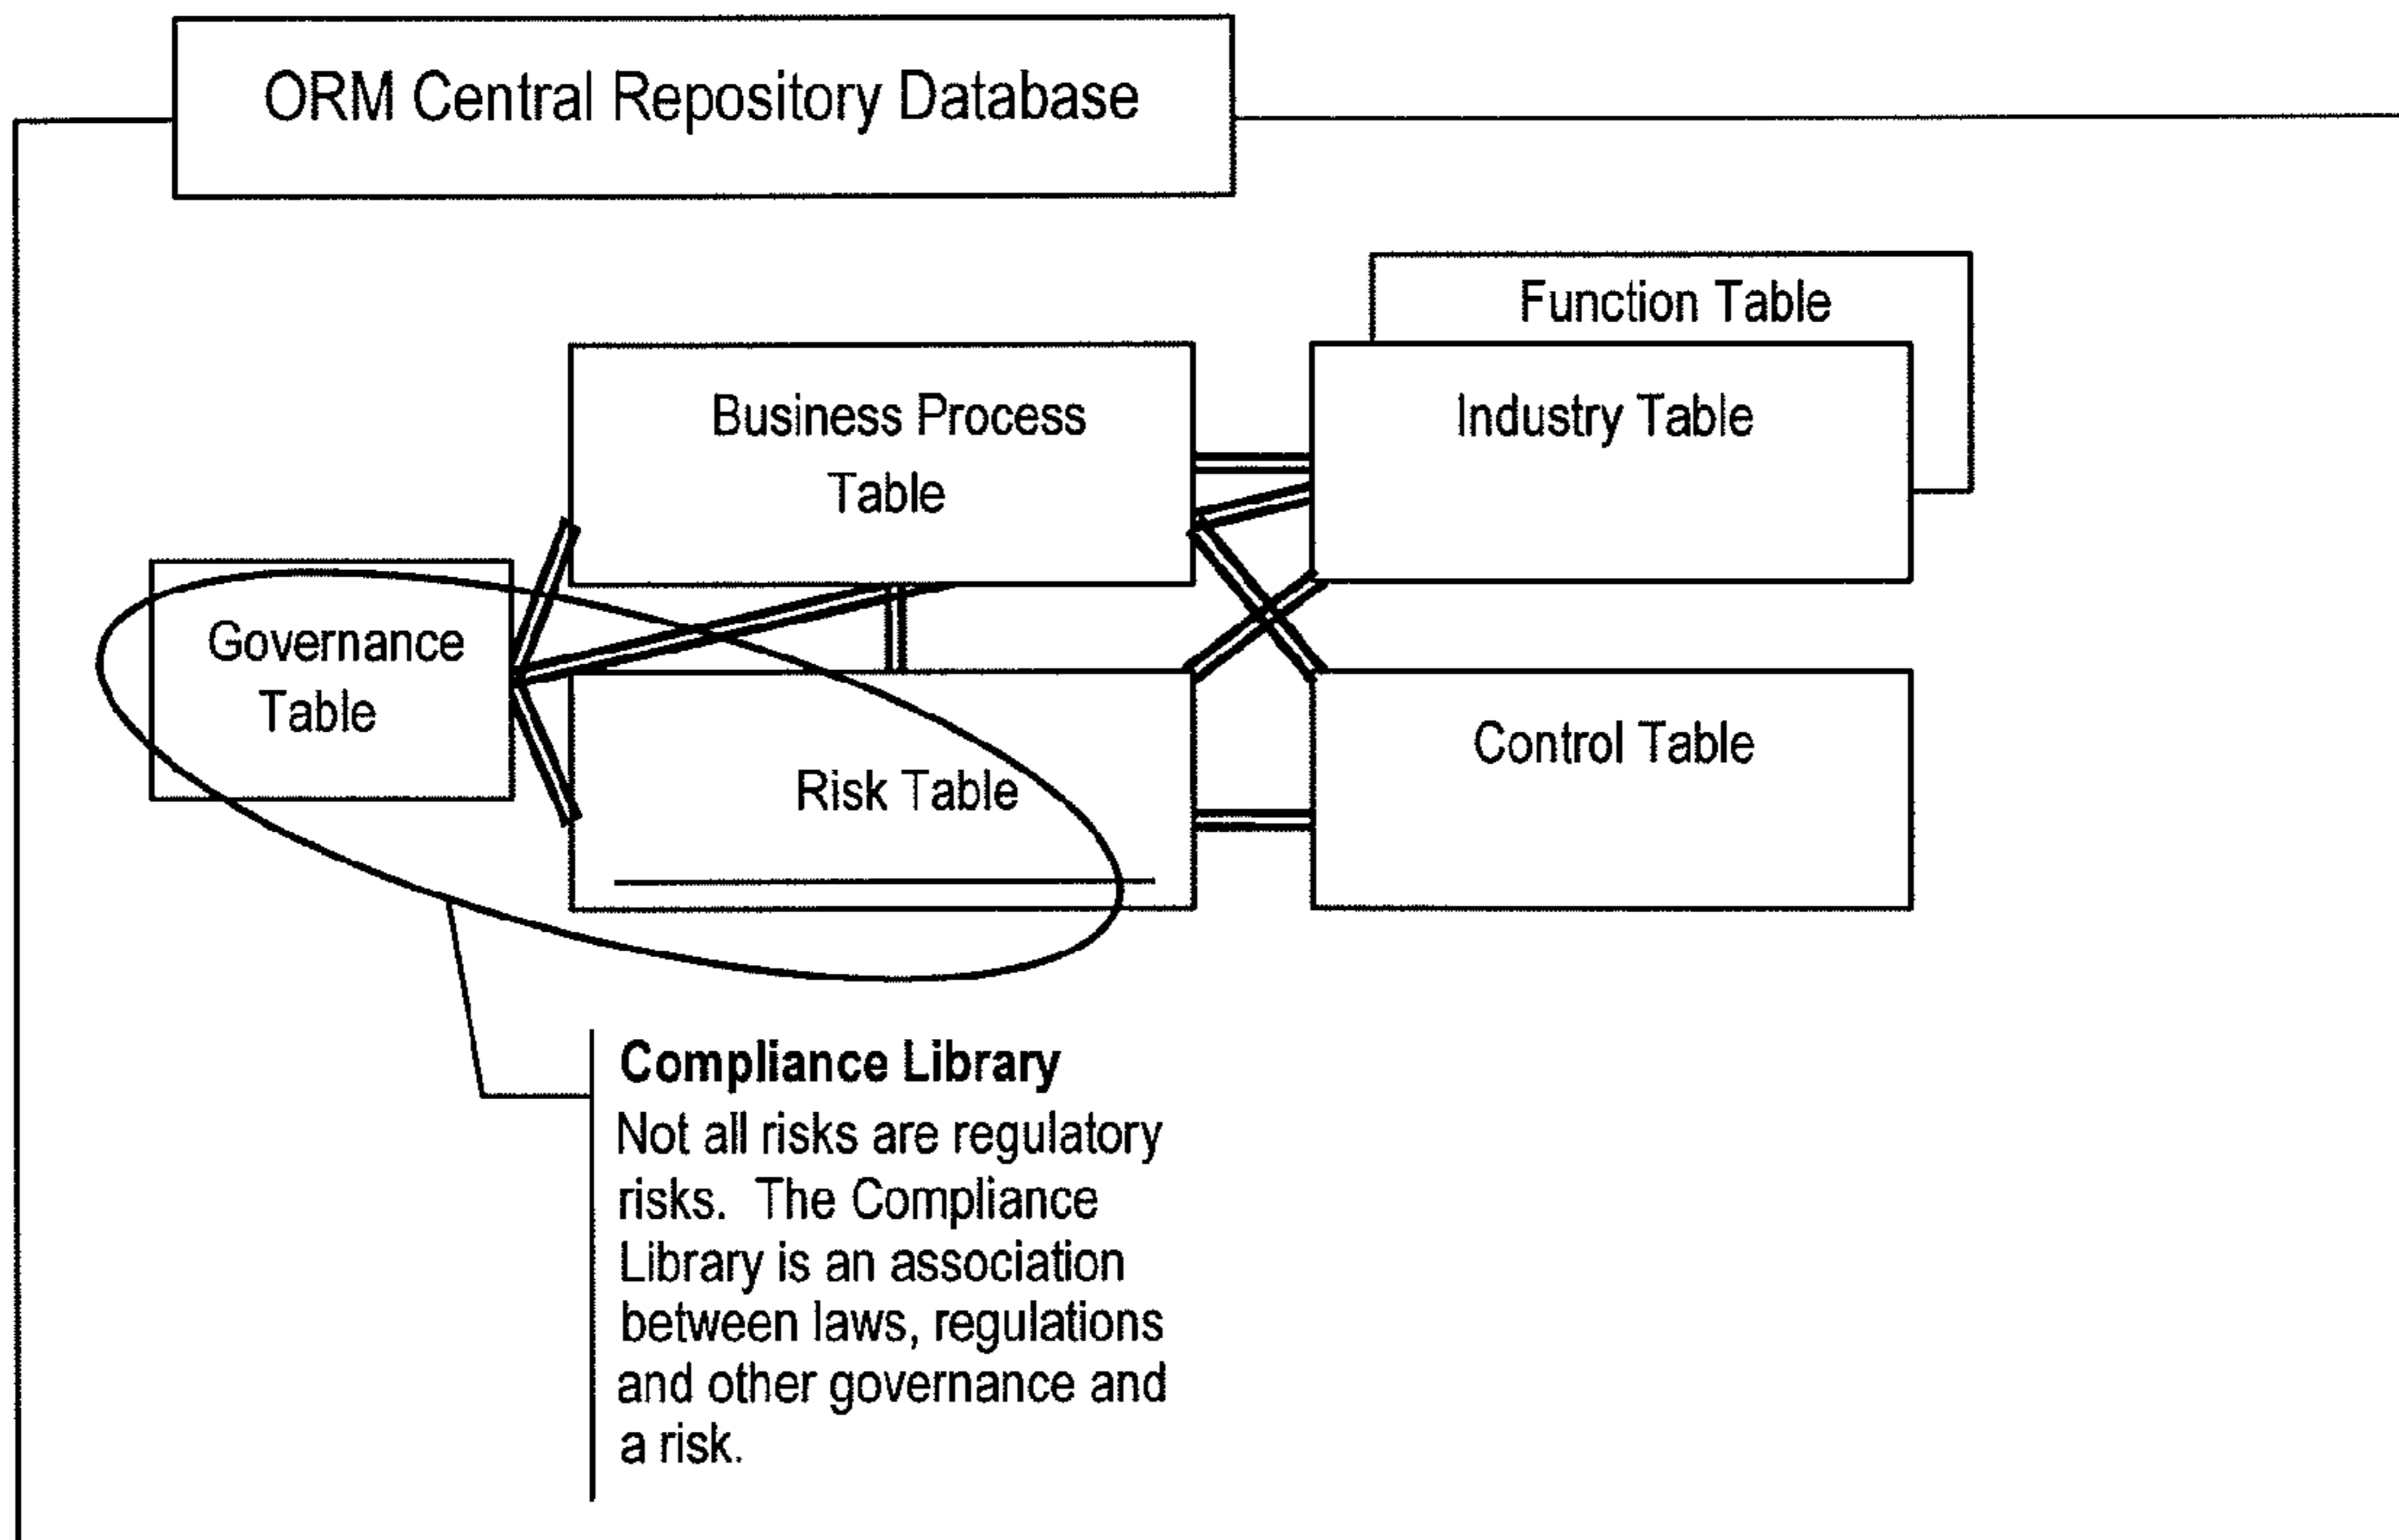 ORM Central Repository Database
Function Table
Business Process
Table
Industry Table
Governance
Table
Risk Table
Control Table
Compliance Library
Not all risks are regulatory
risks.  The Compliance
Library is an association
between laws, regulations
and other governance and
a risk.